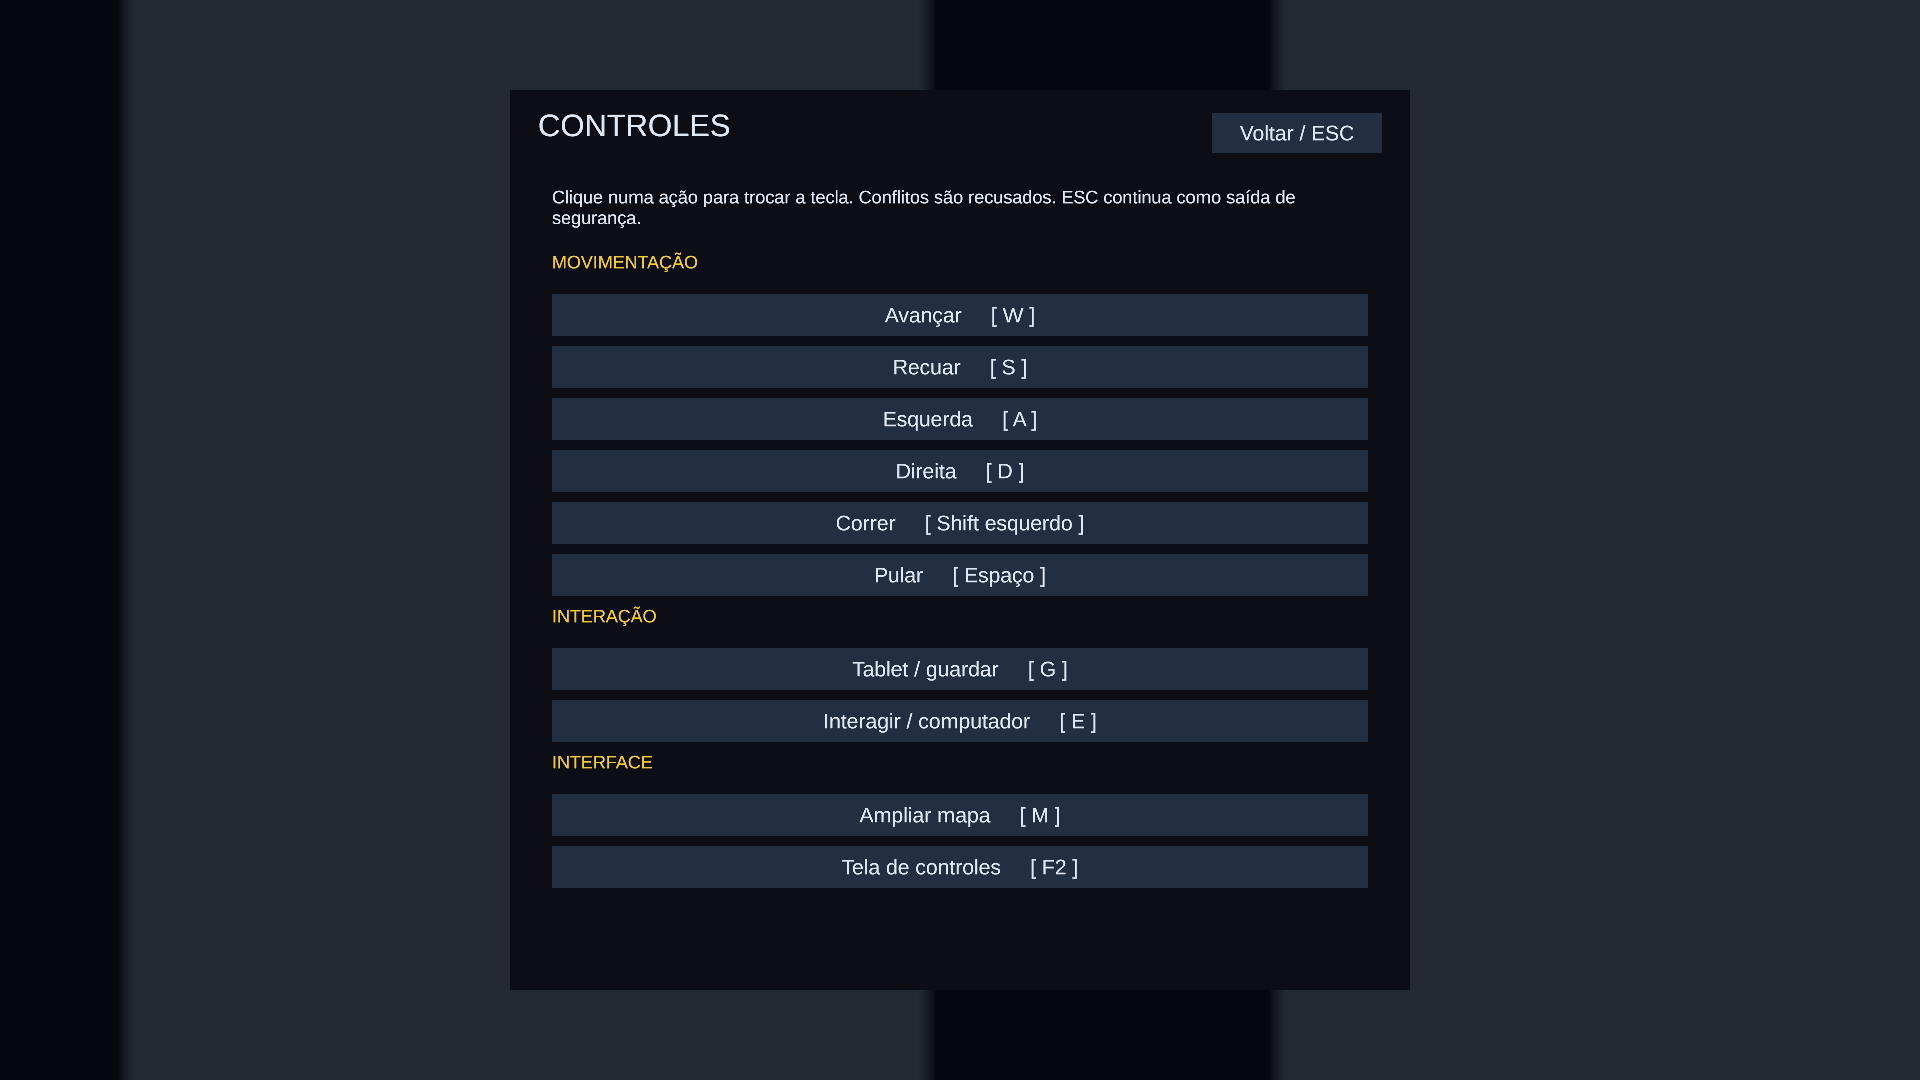 CONTROLES
Voltar / ESC
Clique numa ação para trocar a tecla. Conflitos são recusados. ESC continua como saída de
segurança.
MOVIMENTAÇÃO
Avançar [ W ]
Recuar [ S ]
Esquerda [ A ]
Direita [ D ]
Correr [ Shift esquerdo ]
Pular [ Espaço ]
INTERAÇÃO
Tablet / guardar [ G ]
Interagir / computador [ E ]
INTERFACE
Ampliar mapa [ M ]
Tela de controles [ F2 ]